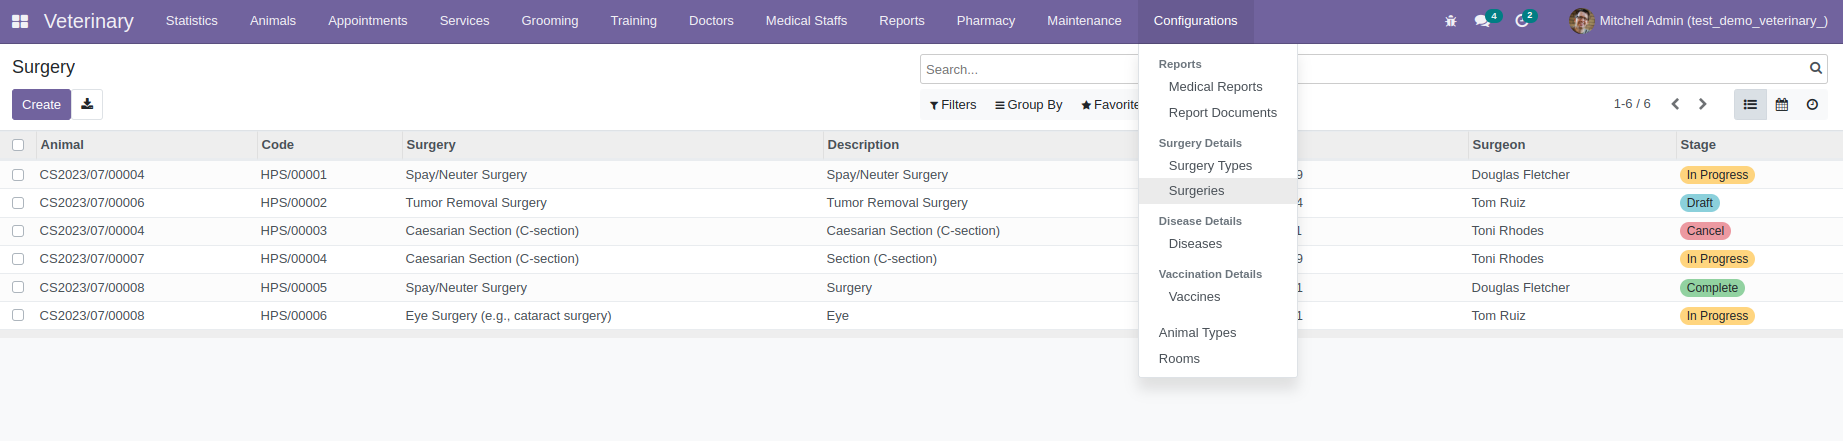 Veterinary Statistics Animals Appointments Services Grooming Training Doctors Medical Staffs Reports Pharmacy Maintenance Configurations 4 2 Mitchell Admin (test_demo_veterinary_)
Surgery
Search...
Create
Filters Group By Favorite
1-6 / 6
Reports
Medical Reports
Report Documents
Surgery Details
Surgery Types
Surgeries
Disease Details
Diseases
Vaccination Details
Vaccines
Animal Types
Rooms
Animal Code Surgery Description Surgeon Stage
CS2023/07/00004 HPS/00001 Spay/Neuter Surgery Spay/Neuter Surgery 9 Douglas Fletcher In Progress
CS2023/07/00006 HPS/00002 Tumor Removal Surgery Tumor Removal Surgery 4 Tom Ruiz Draft
CS2023/07/00004 HPS/00003 Caesarian Section (C-section) Caesarian Section (C-section) 1 Toni Rhodes Cancel
CS2023/07/00007 HPS/00004 Caesarian Section (C-section) Section (C-section) 9 Toni Rhodes In Progress
CS2023/07/00008 HPS/00005 Spay/Neuter Surgery Surgery 1 Douglas Fletcher Complete
CS2023/07/00008 HPS/00006 Eye Surgery (e.g., cataract surgery) Eye 1 Tom Ruiz In Progress